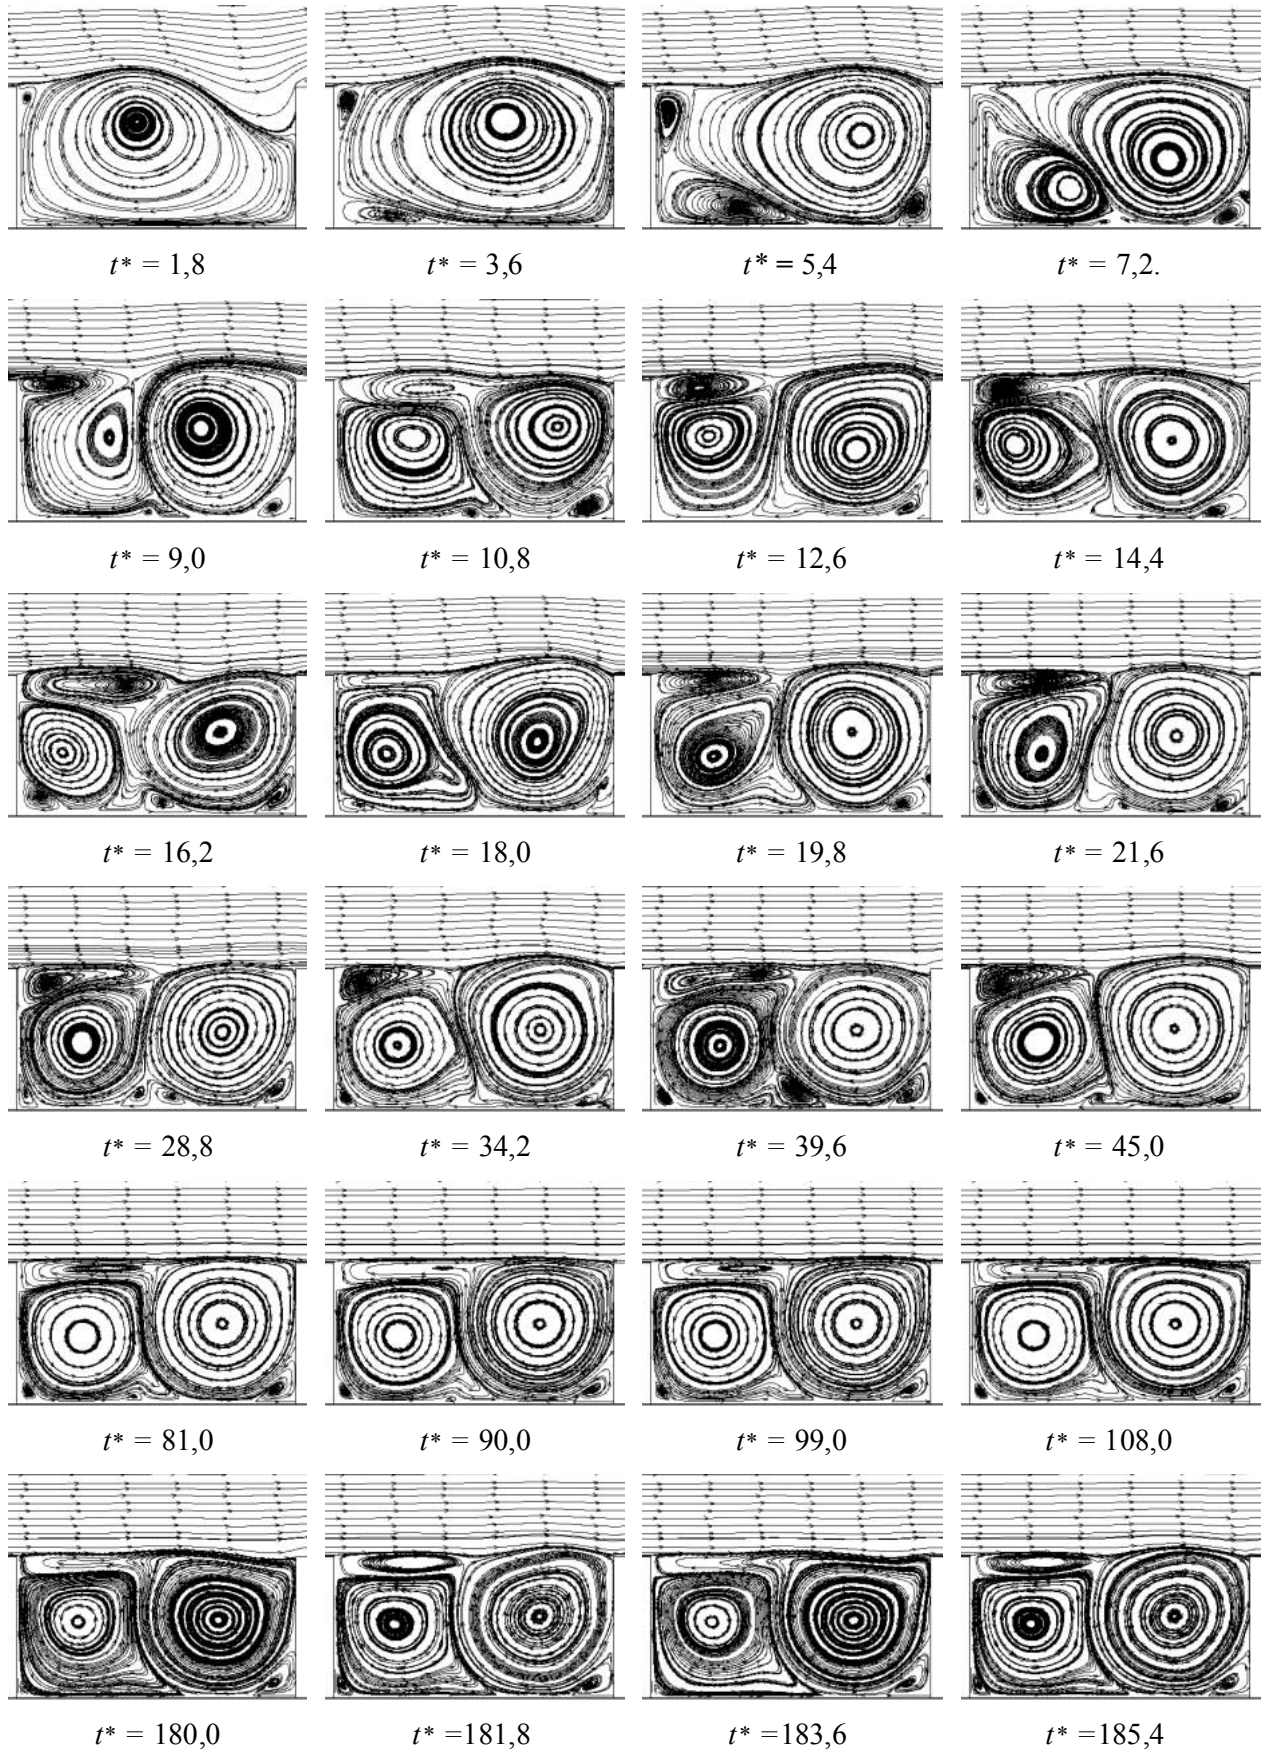 t* = 1,8
t* = 3,6
t* = 5,4
t* = 7,2.
t* = 9,0
t* = 10,8
t* = 12,6
t* = 14,4
t* = 16,2
t* = 18,0
t* = 19,8
t* = 21,6
t* = 28,8
t* = 34,2
t* = 39,6
t* = 45,0
t* = 81,0
t* = 90,0
t* = 99,0
t* = 108,0
t* = 180,0
t* =181,8
t* =183,6
t* =185,4